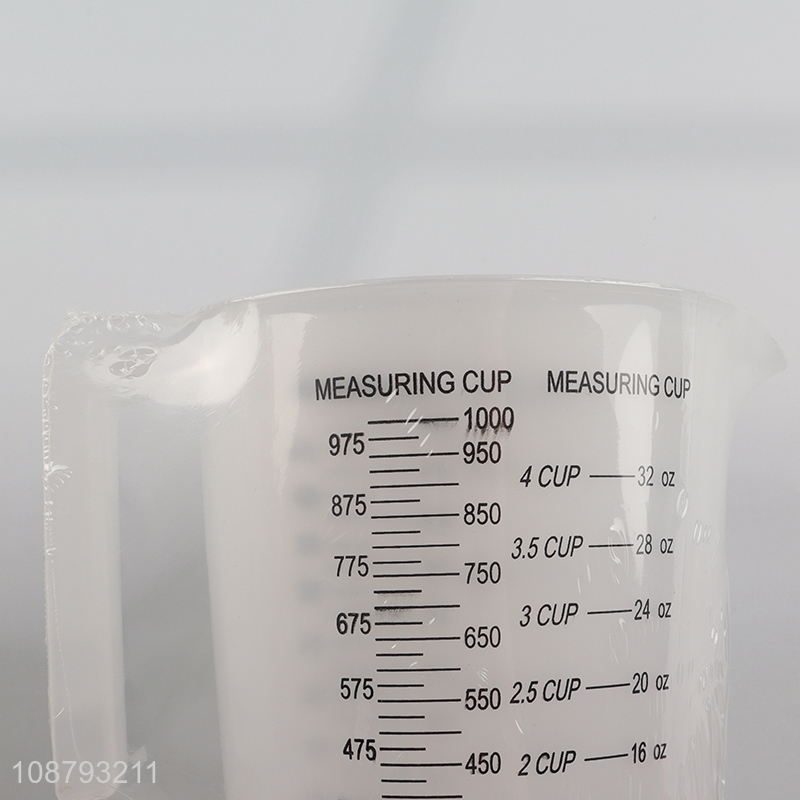 MEASURING CUP
1000
975
950
875
850
775
750
675
650
575
550
475
450
MEASURING CUP
4 CUP 32 oz
3.5 CUP 28 oz
3 CUP 24 oz
2.5 CUP 20 oz
2 CUP 16 oz
108793211